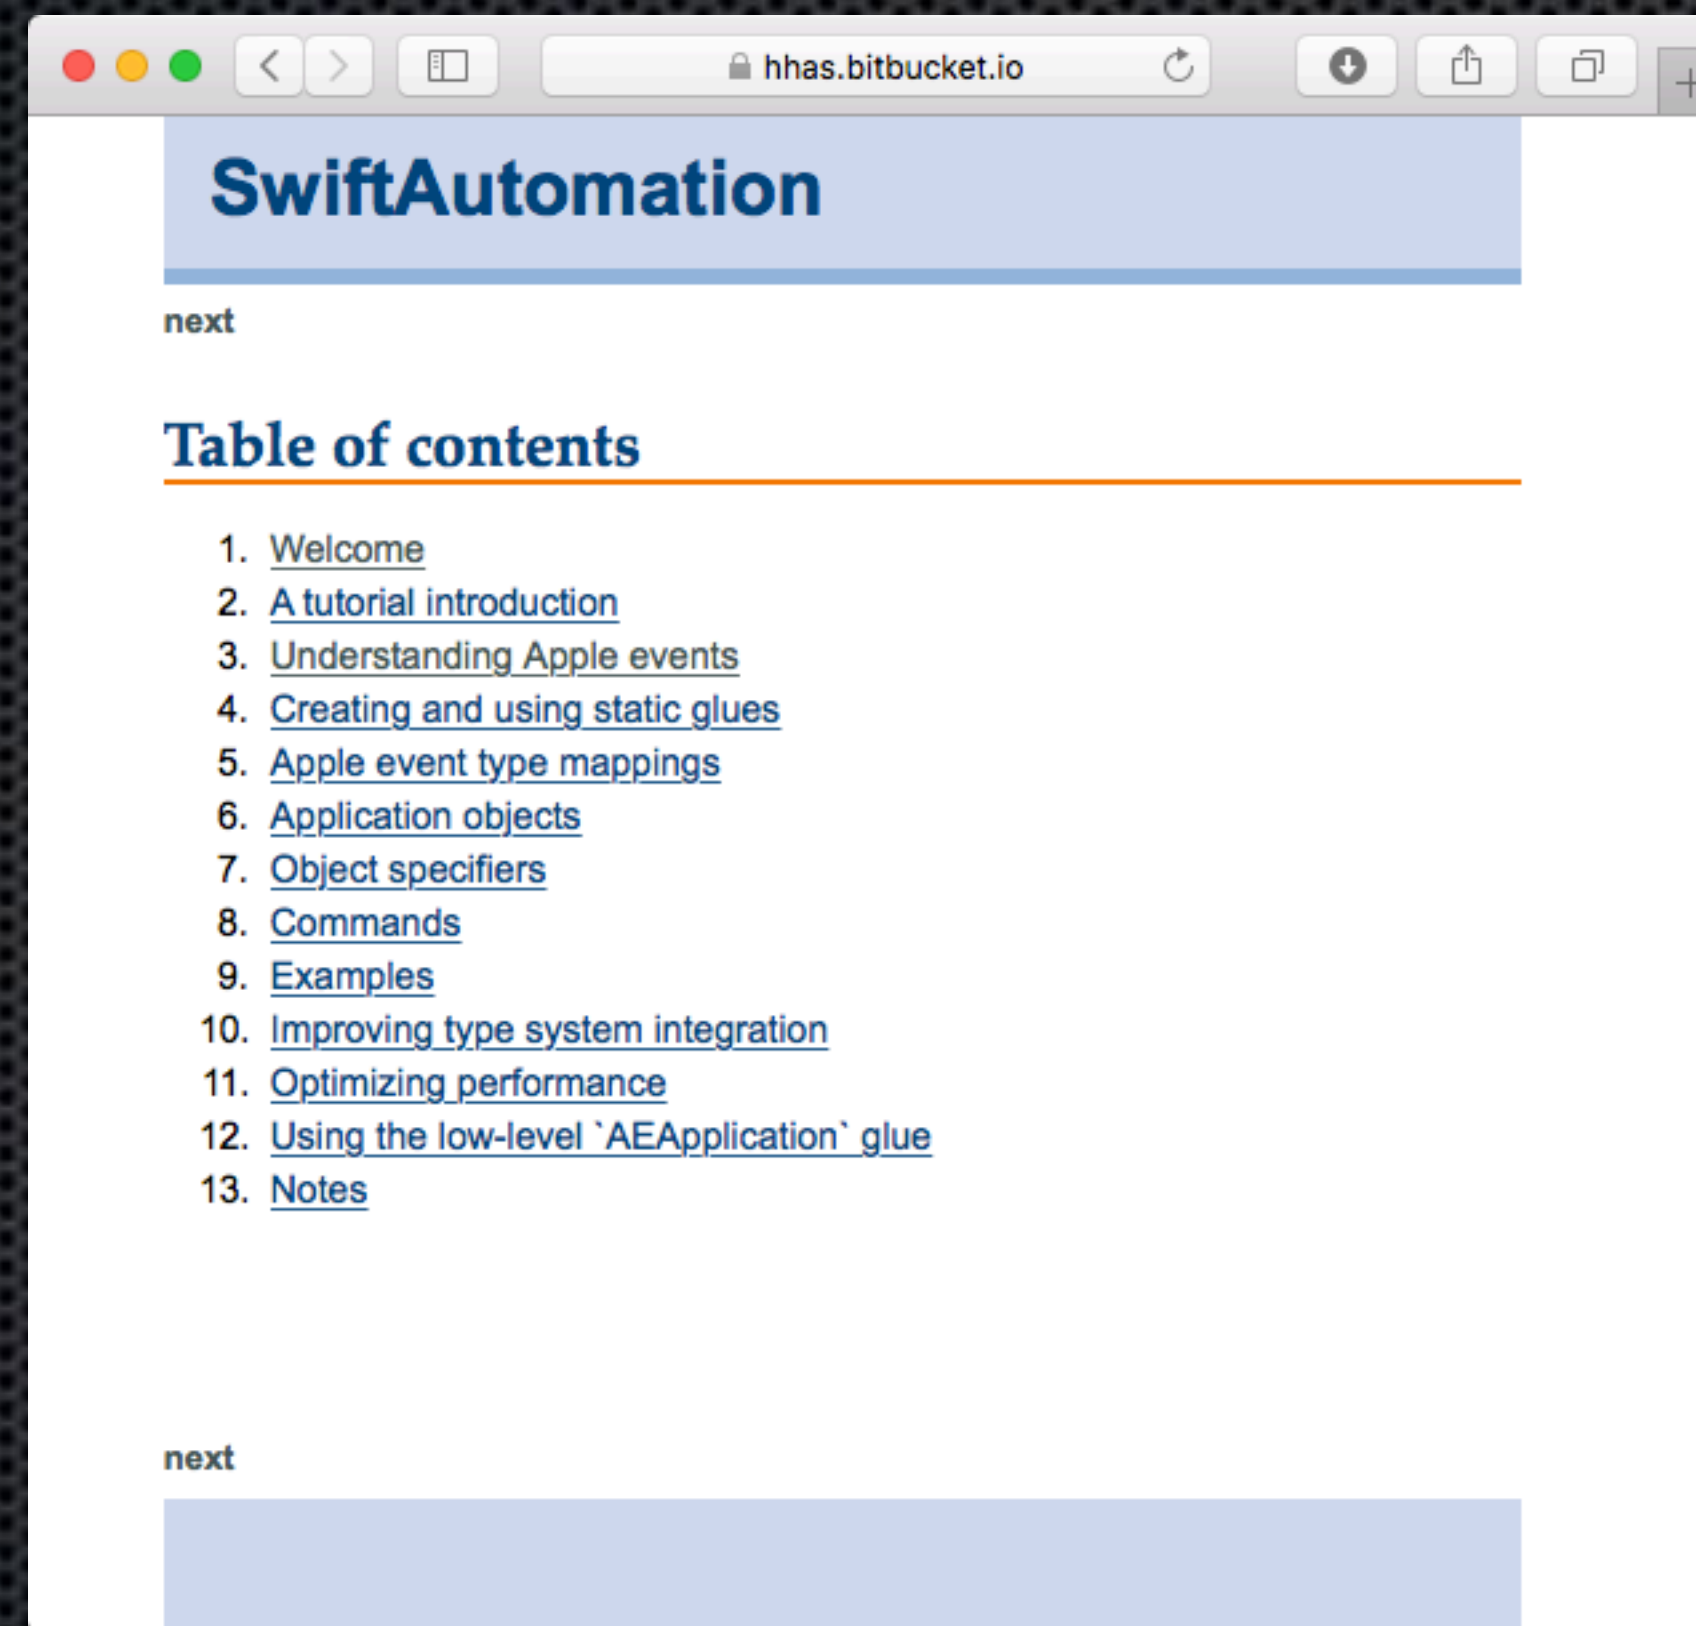 hhas.bitbucket.io
SwiftAutomation
next
Table of contents
1. Welcome
2. A tutorial introduction
3. Understanding Apple events
4. Creating and using static glues
5. Apple event type mappings
6. Application objects
7. Object specifiers
8. Commands
9. Examples
10. Improving type system integration
11. Optimizing performance
12. Using the low-level `AEApplication` glue
13. Notes
next